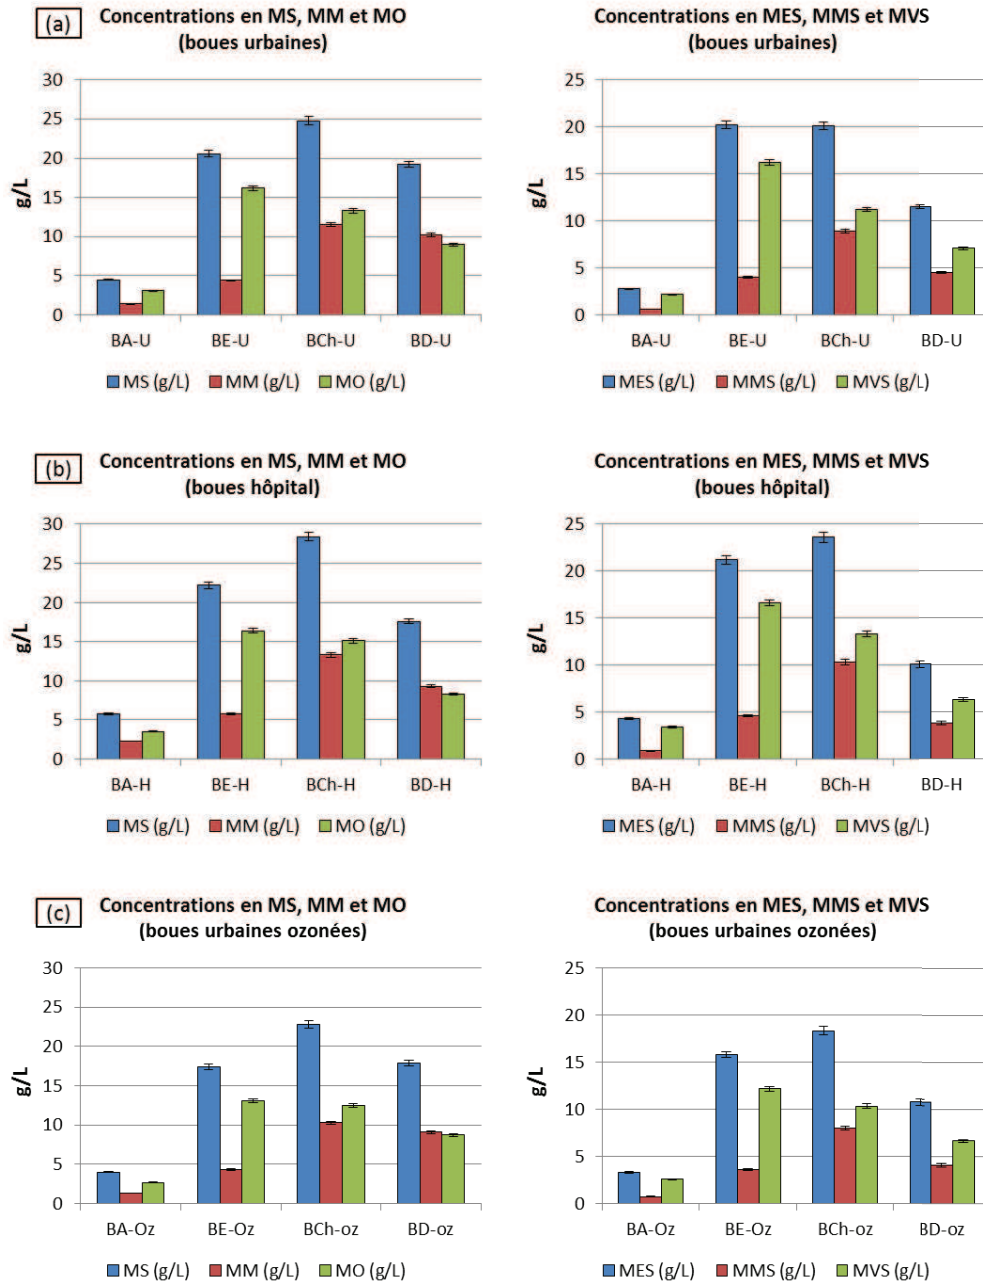 (a)
Concentrations en MS, MM et MO
(boues urbaines)
30
25
20
15
10
5
0
g/L
BA-U BE-U BCh-U BD-U
MS (g/L) MM (g/L) MO (g/L)
Concentrations en MES, MMS et MVS
(boues urbaines)
25
20
15
10
5
0
g/L
BA-U BE-U BCh-U BD-U
MES (g/L) MMS (g/L) MVS (g/L)
(b)
Concentrations en MS, MM et MO
(boues hôpital)
30
25
20
15
10
5
0
g/L
BA-H BE-H BCh-H BD-H
MS (g/L) MM (g/L) MO (g/L)
Concentrations en MES, MMS et MVS
(boues hôpital)
25
20
15
10
5
0
g/L
BA-H BE-H BCh-H BD-H
MES (g/L) MMS (g/L) MVS (g/L)
(c)
Concentrations en MS, MM et MO
(boues urbaines ozonées)
30
25
20
15
10
5
0
g/L
BA-Oz BE-Oz BCh-oz BD-oz
MS (g/L) MM (g/L) MO (g/L)
Concentrations en MES, MMS et MVS
(boues urbaines ozonées)
25
20
15
10
5
0
g/L
BA-Oz BE-Oz BCh-oz BD-oz
MES (g/L) MMS (g/L) MVS (g/L)